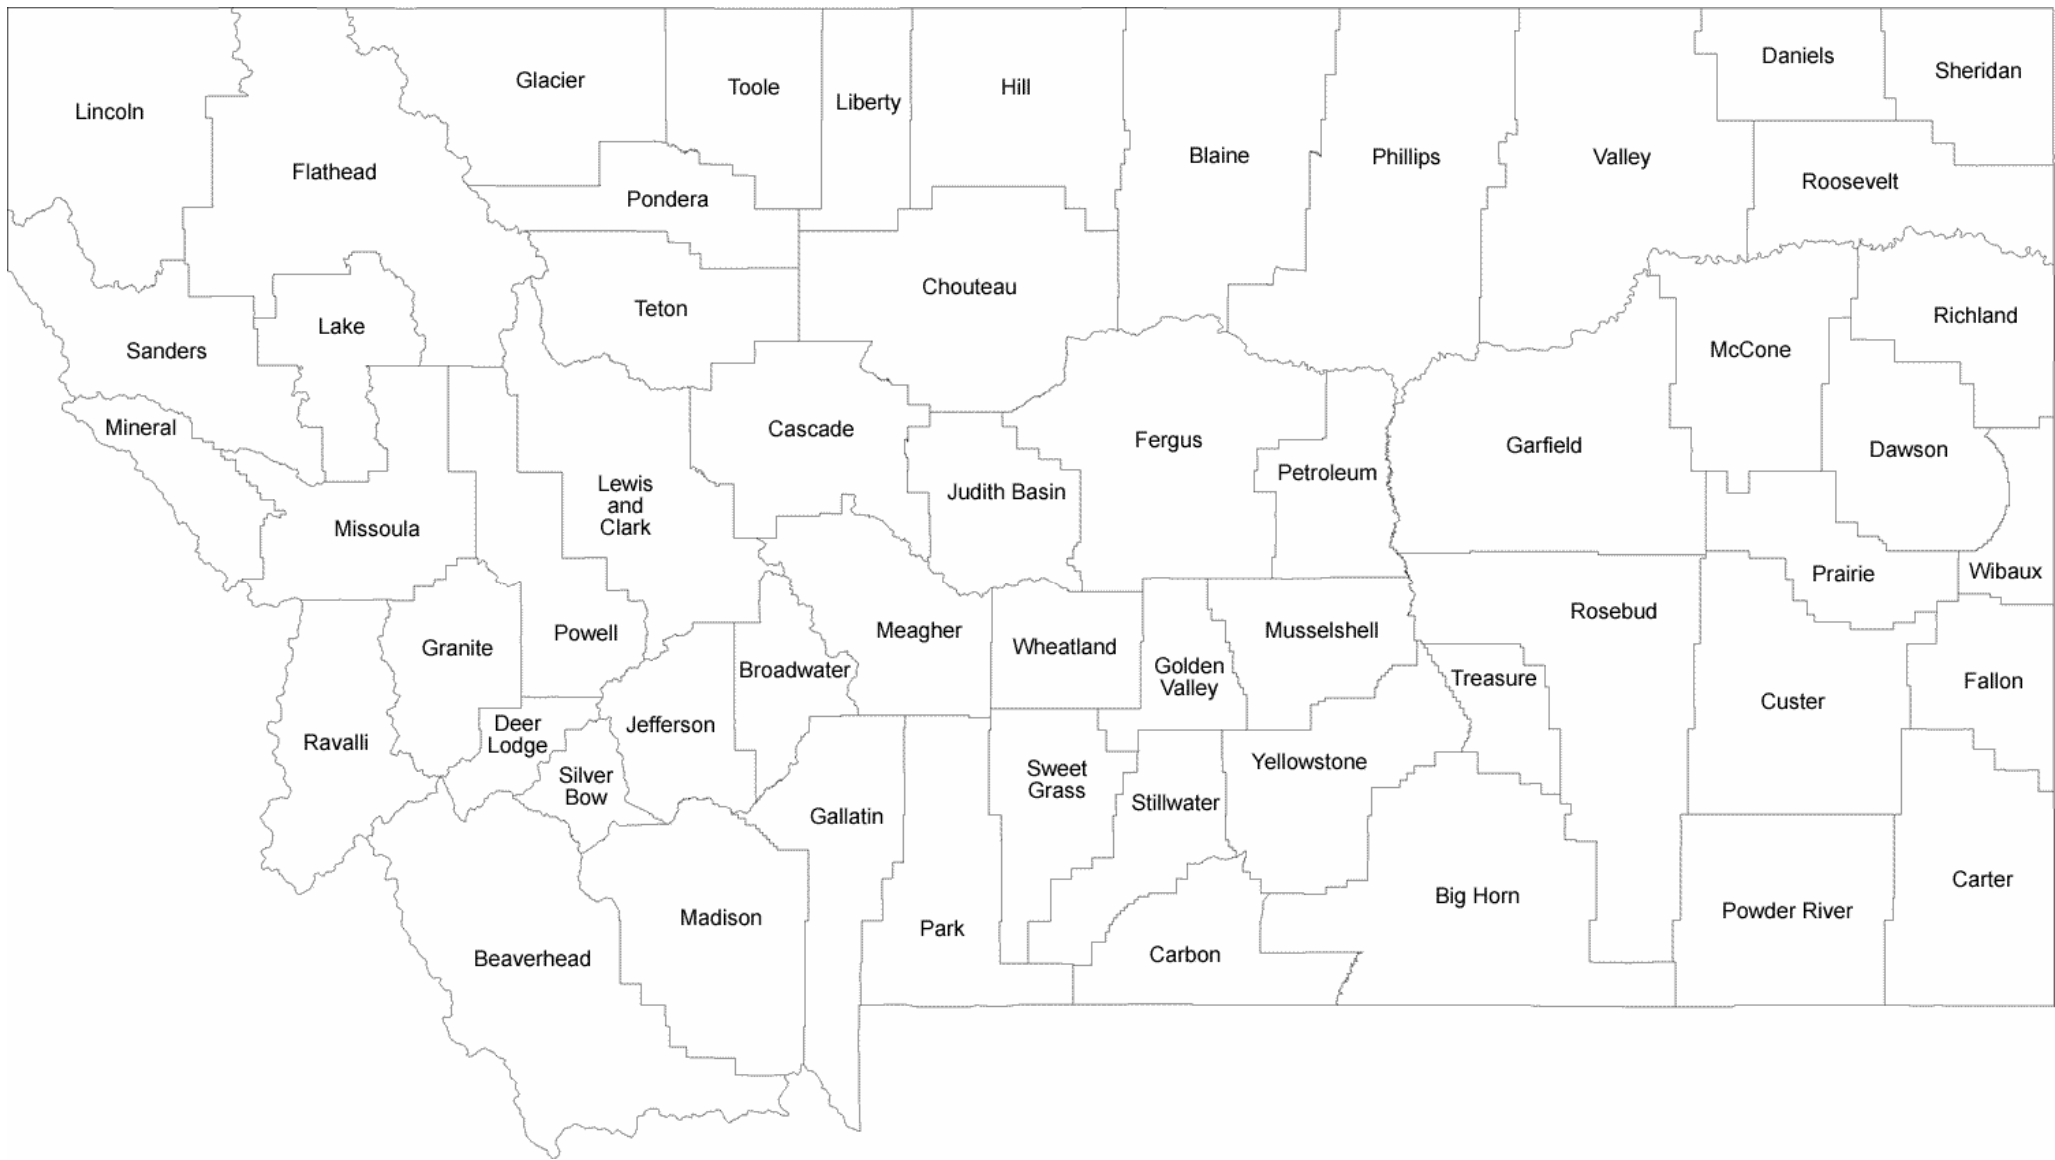 Daniels
Sheridan
Glacier
Toole
Hill
Liberty
Lincoln
Blaine
Phillips
Valley
Flathead
Roosevelt
Pondera
Chouteau
Teton
Richland
Lake
Sanders
McCone
Mineral
Cascade
Fergus
Garfield
Dawson
Petroleum
Judith Basin
Lewis
and
Clark
Missoula
Prairie
Wibaux
Rosebud
Powell
Granite
Meagher
Wheatland
Musselshell
Broadwater
Golden
Valley
Treasure
Fallon
Custer
Deer
Lodge
Jefferson
Ravalli
Yellowstone
Silver
Bow
Sweet
Grass
Stillwater
Gallatin
Carter
Big Horn
Powder River
Madison
Park
Carbon
Beaverhead